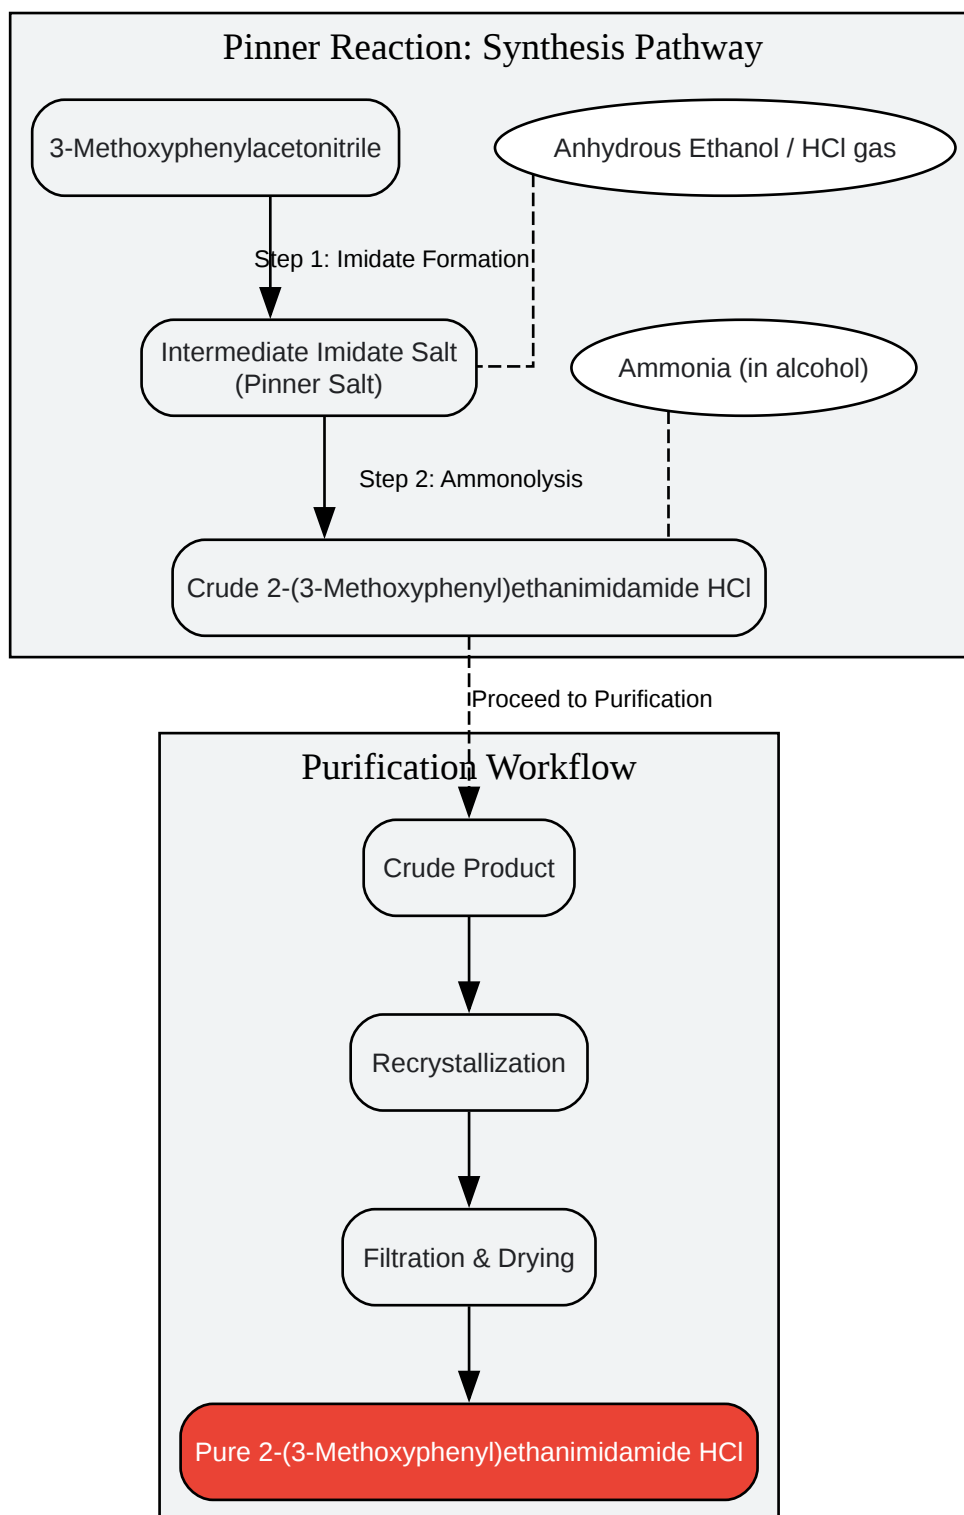 Pinner Reaction: Synthesis Pathway
3-Methoxyphenylacetonitrile
Anhydrous Ethanol / HCl gas
Step 1: Imidate Formation
Intermediate Imidate Salt
(Pinner Salt)
Ammonia (in alcohol)
Step 2: Ammonolysis
Crude 2-(3-Methoxyphenyl)ethanimidamide HCl
Proceed to Purification
Purification Workflow
Crude Product
Recrystallization
Filtration & Drying
Pure 2-(3-Methoxyphenyl)ethanimidamide HCl